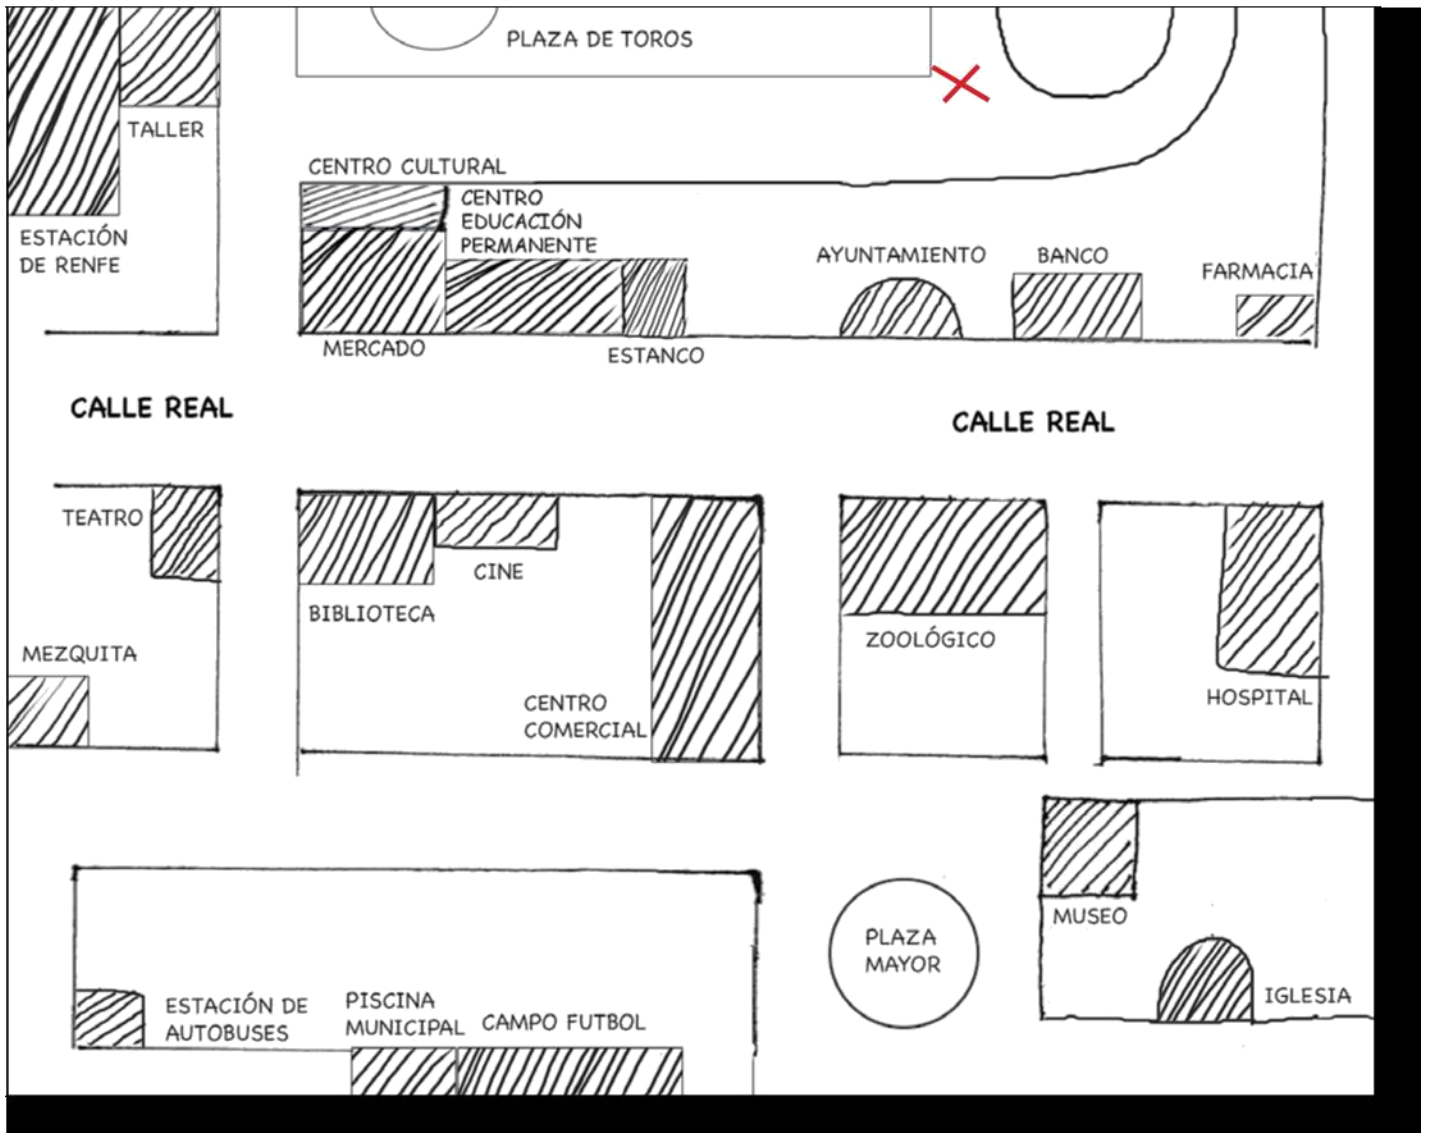 PLAZA DE TOROS
TALLER
CENTRO CULTURAL
CENTRO
EDUCACIÓN
PERMANENTE
ESTACIÓN
DE RENFE
AYUNTAMIENTO
BANCO
FARMACIA
MERCADO
ESTANCO
CALLE REAL
CALLE REAL
TEATRO
CINE
BIBLIOTECA
ZOOLÓGICO
MEZQUITA
CENTRO
COMERCIAL
HOSPITAL
MUSEO
PLAZA
MAYOR
ESTACIÓN DE
AUTOBUSES
PISCINA
MUNICIPAL
CAMPO FUTBOL
IGLESIA